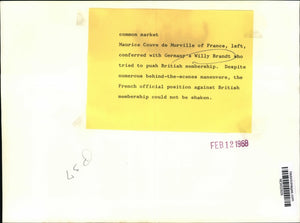 common market
Maurice Couve de Murville of France, left,
conferred with Germany's Willy Brandt who
tried to push British membership. Despite
numerous behind-the-scenes maneuvers, the
French official position against British
membership could not be shaken.
FEB 12 1968